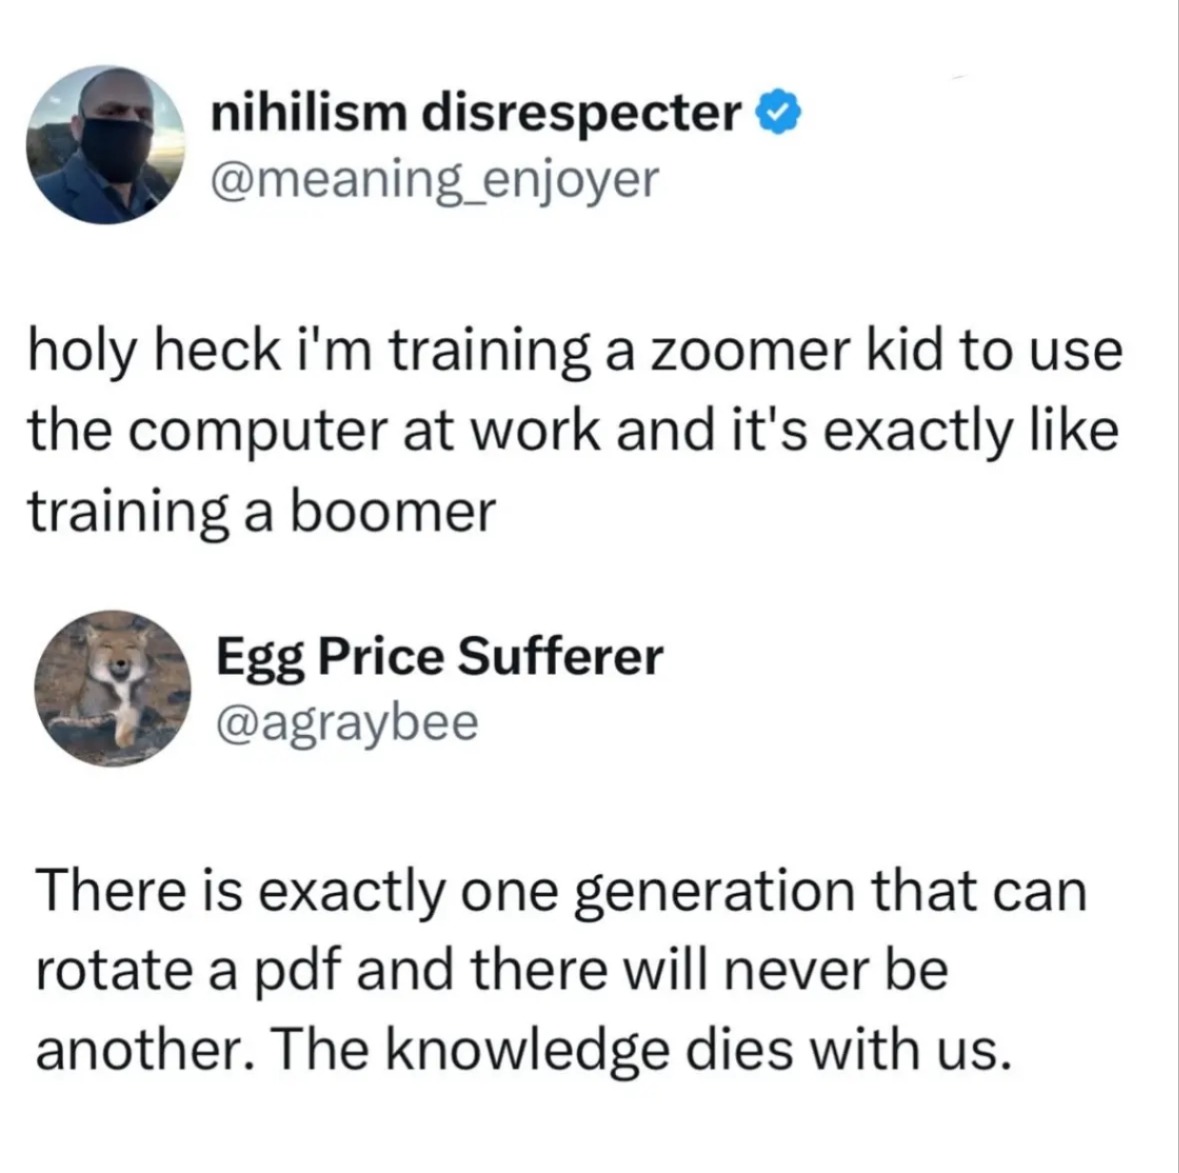 nihilism disrespecter
@meaning_enjoyer
holy heck i'm training a zoomer kid to use
the computer at work and it's exactly like
training a boomer
Egg Price Sufferer
@agraybee
There is exactly one generation that can
rotate a pdf and there will never be
another. The knowledge dies with us.